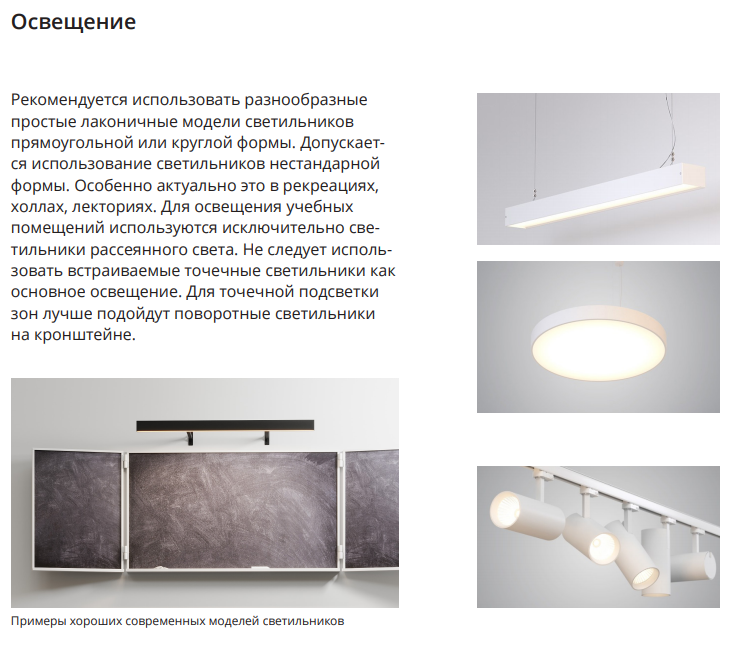 Освещение
Рекомендуется использовать разнообразные
простые лаконичные модели светильников
прямоугольной или круглой формы. Допускает-
ся использование светильников нестандарной
формы. Особенно актуально это в рекреациях,
холлах, лекториях. Для освещения учебных
помещений используются исключительно све-
тильники рассеянного света. Не следует исполь-
зовать встраиваемые точечные светильники как
основное освещение. Для точечной подсветки
зон лучше подойдут поворотные светильники
на кронштейне.
Примеры хороших современных моделей светильников